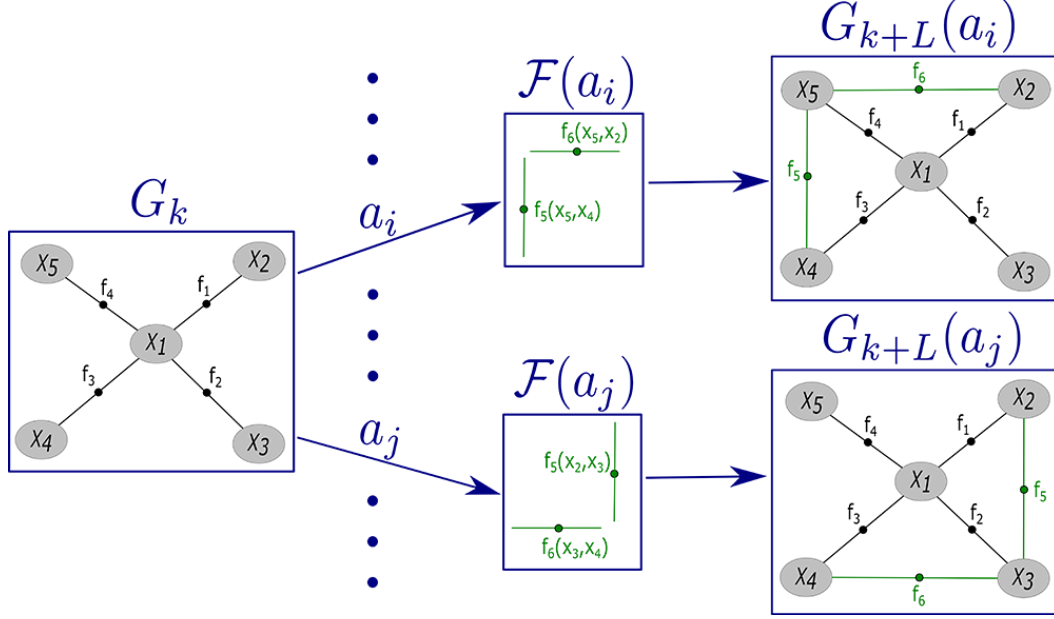 G_k
X5
X2
f4
f1
X1
f3
f2
X4
X3
a_i
a_j
F(a_i)
f6(x5,x2)
f5(x5,x4)
F(a_j)
f5(x2,x3)
f6(x3,x4)
G_{k+L}(a_i)
X5
f6
X2
f4
f1
f5
X1
f3
f2
X4
X3
G_{k+L}(a_j)
X5
X2
f4
f1
X1
f5
f3
f2
X4
f6
X3